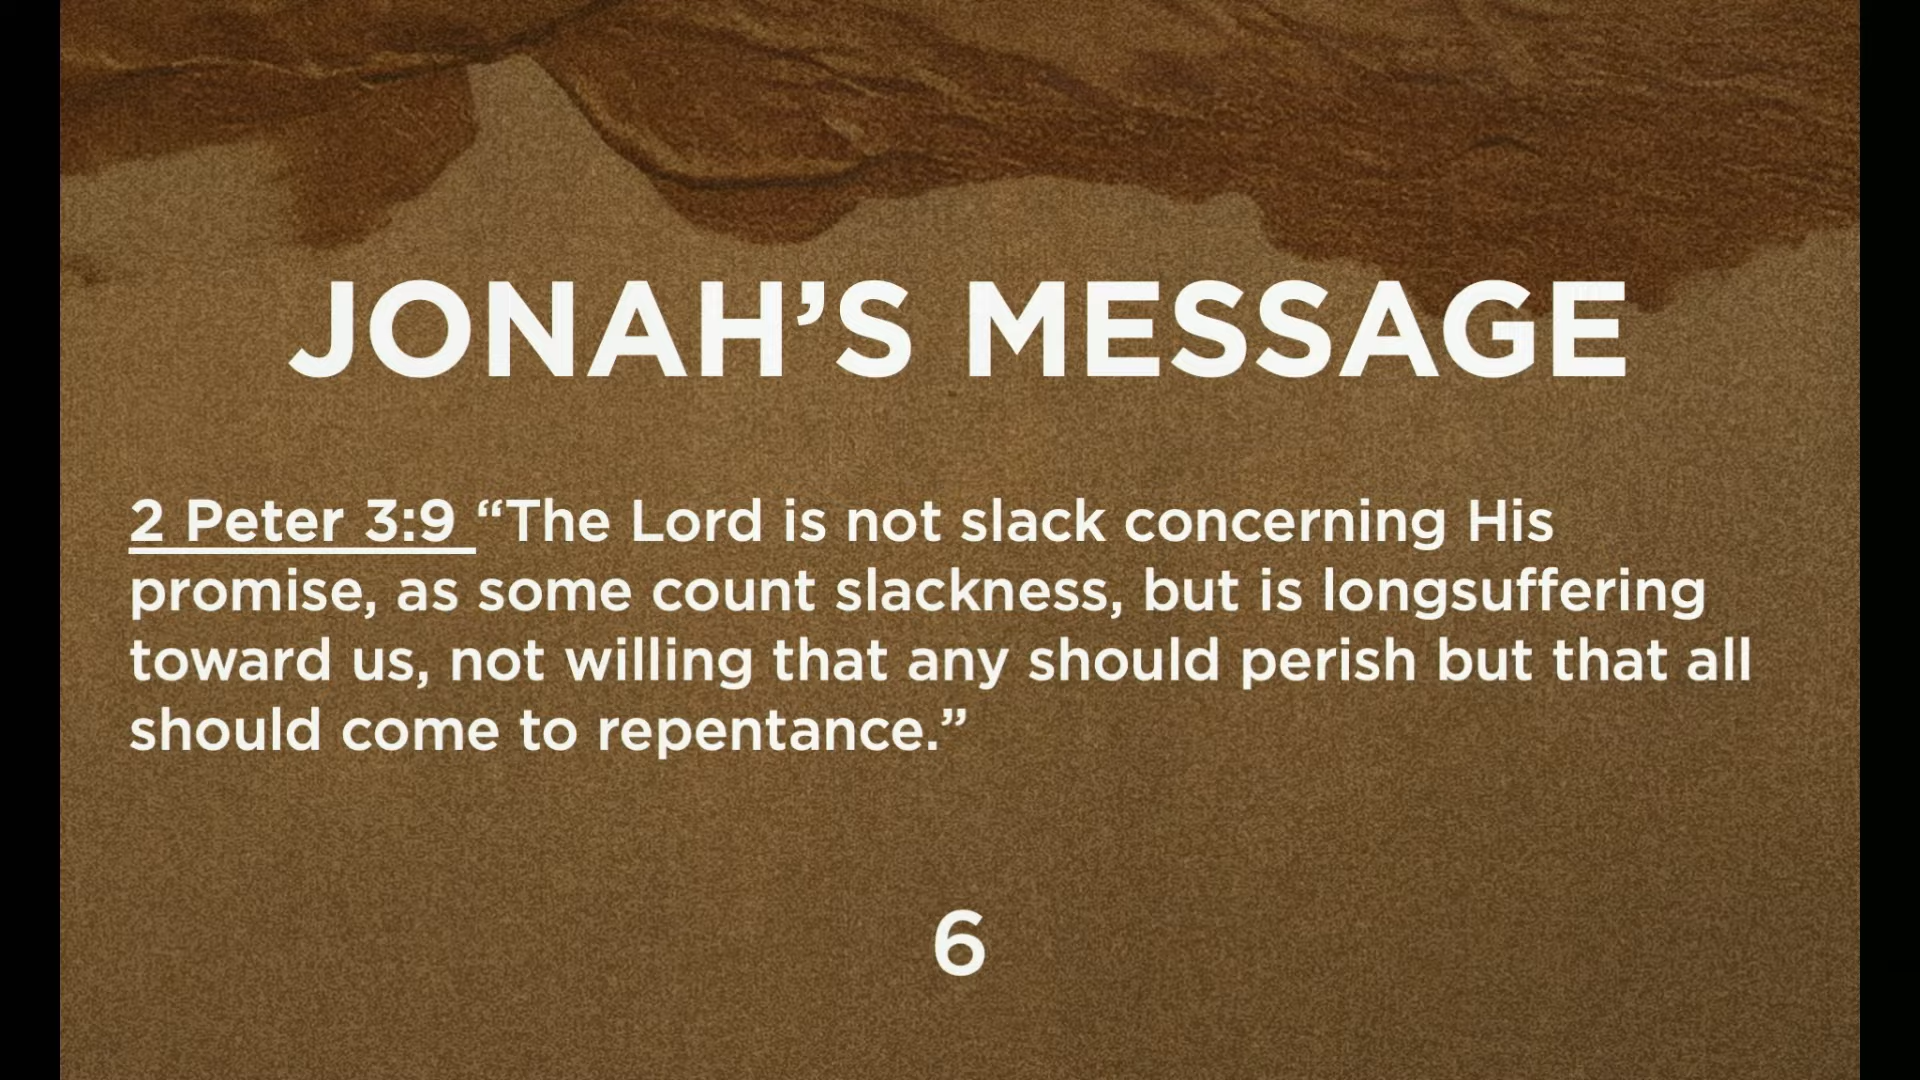 JONAH’S MESSAGE
2 Peter 3:9 “The Lord is not slack concerning His
promise, as some count slackness, but is longsuffering
toward us, not willing that any should perish but that all
should come to repentance.”
6